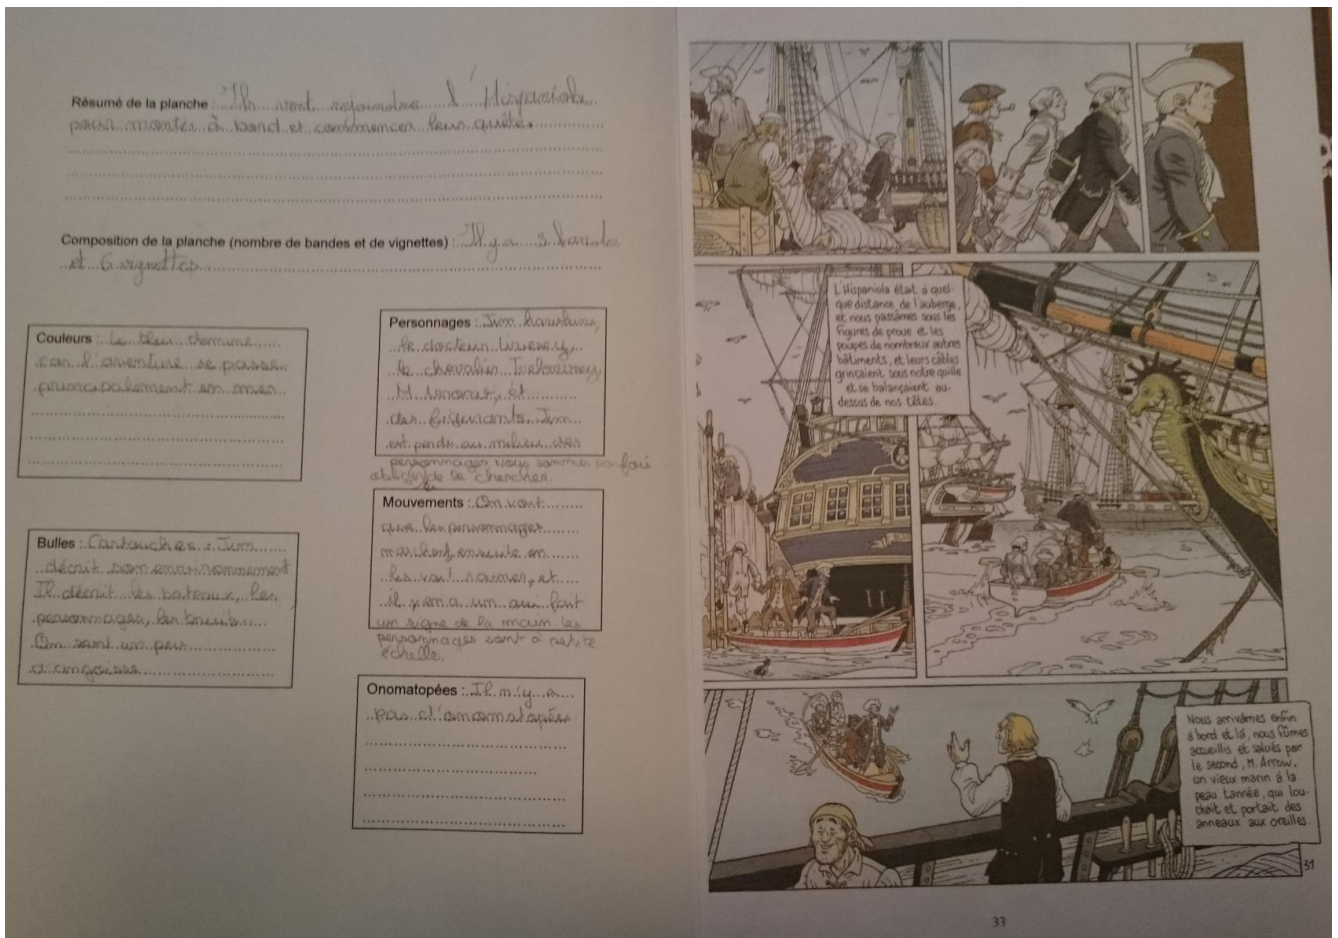 Résumé de la planche : Ils vont rejoindre l'Hispaniola
pour monter à bord et commencer leur quête.
Composition de la planche (nombre de bandes et de vignettes) : Il y a 3 bandes
et 6 vignettes
Couleurs : Le bleu domine,
car l'aventure se passe
principalement en mer
Bulles : Cartouches : Jim
décrit son environnement
Il décrit les bateaux, les
personnages, les bruits.
On sent un peu
d'angoisse
Personnages : Jim hawkins,
le docteur Livesey,
le chevalier Trelawney,
M. et
des figurants. Jim
est perdu au milieu des
personnages. Nous sommes parfois
de le chercher.
Mouvements : On voit
que les personnages
marchent, ensuite on
les voit ramer, et
il y en a un qui fait
un signe de la main les
personnages sont à petite
échelle.
Onomatopées : Il n'y a
pas d'onomatopées
L'Hispaniola était à quel-
que distance de l'auberge,
et nous passâmes sous les
figures de proue et les
poupes de nombreux autres
bâtiments, et leurs câbles
grinçaient sous notre quille
et se balançaient au-
dessus de nos têtes.
Nous arrivâmes enfin
à bord et là, nous fûmes
accueillis et salués par
le second, M. Arrow,
un vieux marin à la
peau tannée, qui lou-
chait et portait des
anneaux aux oreilles.
31
33